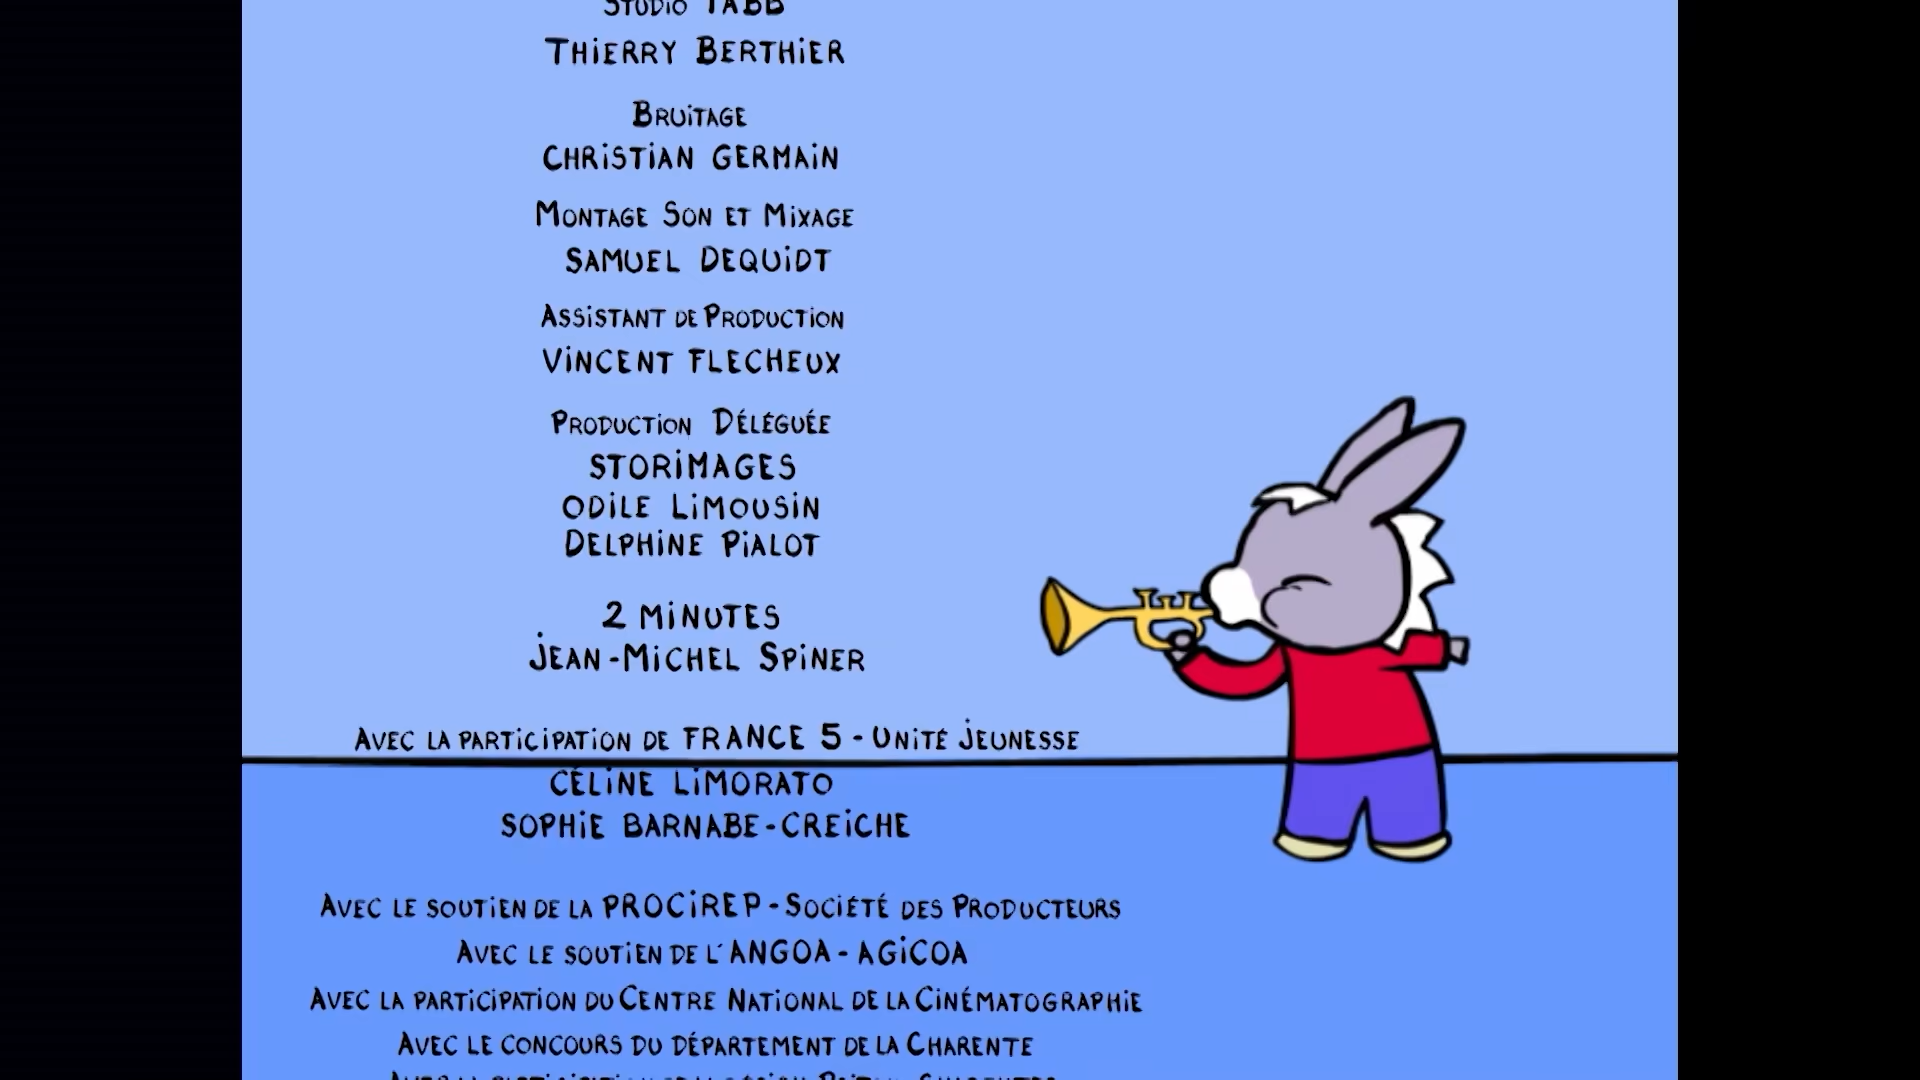 STUDIO TABB
THiERRY BERTHiER
BRUiTAGE
CHRiSTiAN GERMAiN
MONTAGE SON ET MiXAGE
SAMUEL DEQUiDT
ASSiSTANT DE PRODUCTiON
ViNCENT FLECHEUX
PRODUCTiON DÉLÉGUÉE
STORiMAGES
ODiLE LiMOUSiN
DELPHiNE PiALOT
2 MiNUTES
JEAN-MiCHEL SPiNER
AVEC LA PARTiCiPATiON DE FRANCE 5 - UNiTÉ JEUNESSE
CÉLiNE LiMORATO
SOPHiE BARNABE-CREiCHE
AVEC LE SOUTiEN DE LA PROCiREP - SOCiÉTÉ DES PRODUCTEURS
AVEC LE SOUTiEN DE L'ANGOA - AGiCOA
AVEC LA PARTiCiPATiON DU CENTRE NATiONAL DE LA CiNÉMATOGRAPHiE
AVEC LE CONCOURS DU DÉPARTEMENT DE LA CHARENTE